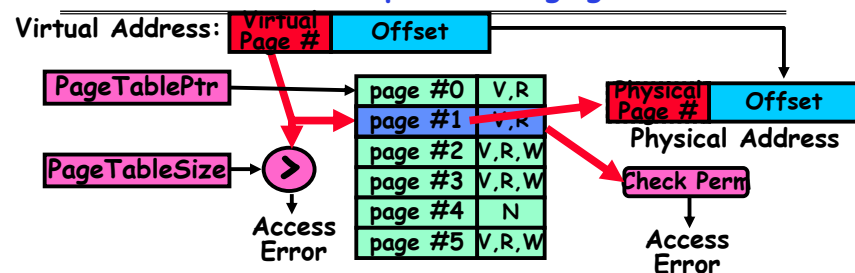 Virtual Address:
Virtual
Page #
Offset
PageTablePtr
page #0 V,R
page #1 V,R
page #2 V,R,W
page #3 V,R,W
page #4 N
page #5 V,R,W
Physical
Page #
Offset
Physical Address
PageTableSize
>
Check Perm
Access
Error
Access
Error